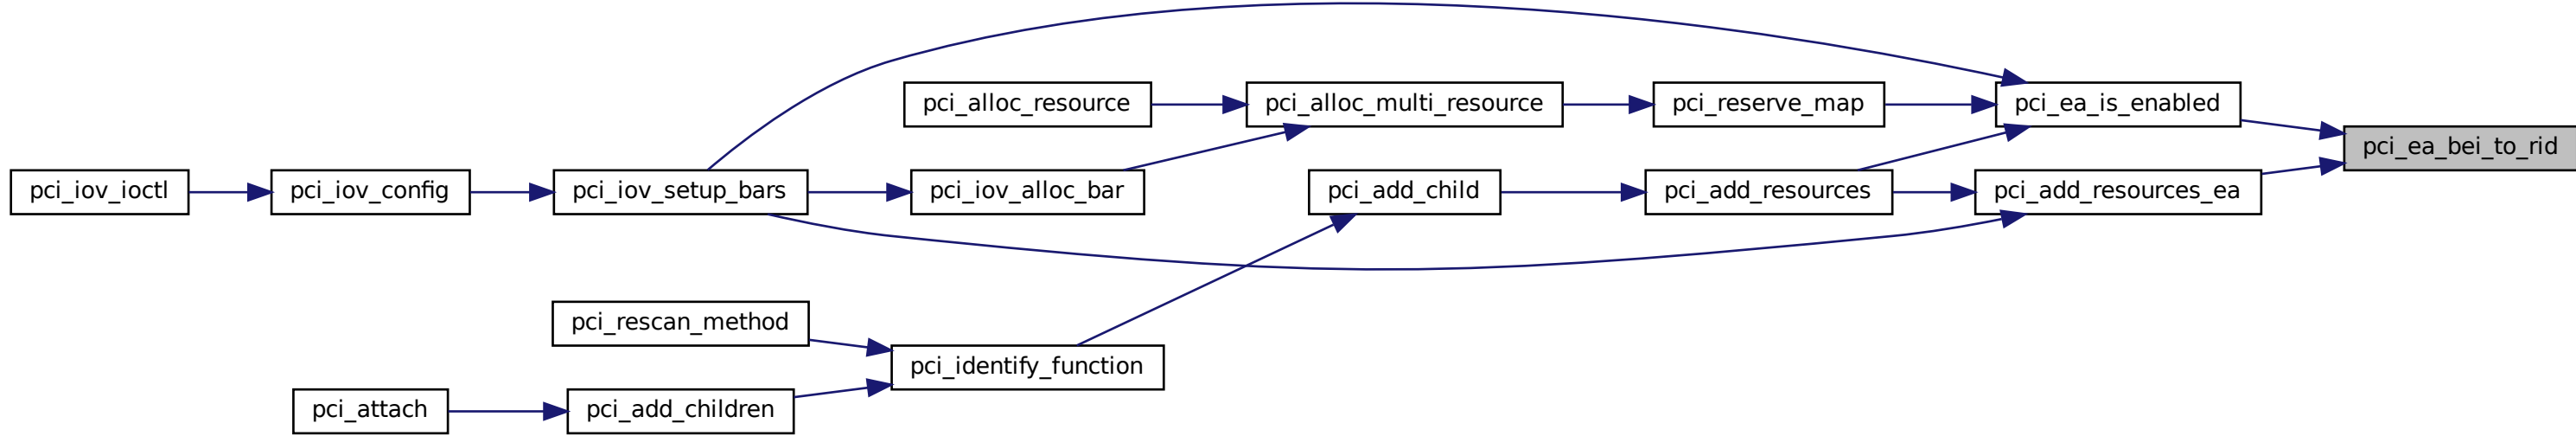 pci_alloc_resource
pci_alloc_multi_resource
pci_reserve_map
pci_ea_is_enabled
pci_ea_bei_to_rid
pci_iov_ioctl
pci_iov_config
pci_iov_setup_bars
pci_iov_alloc_bar
pci_add_child
pci_add_resources
pci_add_resources_ea
pci_rescan_method
pci_identify_function
pci_attach
pci_add_children